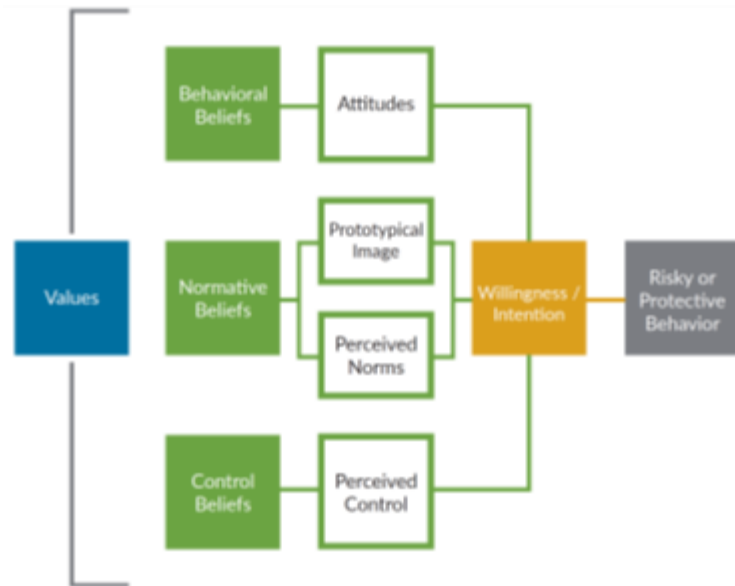 Values
Behavioral
Beliefs
Attitudes
Normative
Beliefs
Prototypical
Image
Perceived
Norms
Control
Beliefs
Perceived
Control
Willingness /
Intention
Risky or
Protective
Behavior